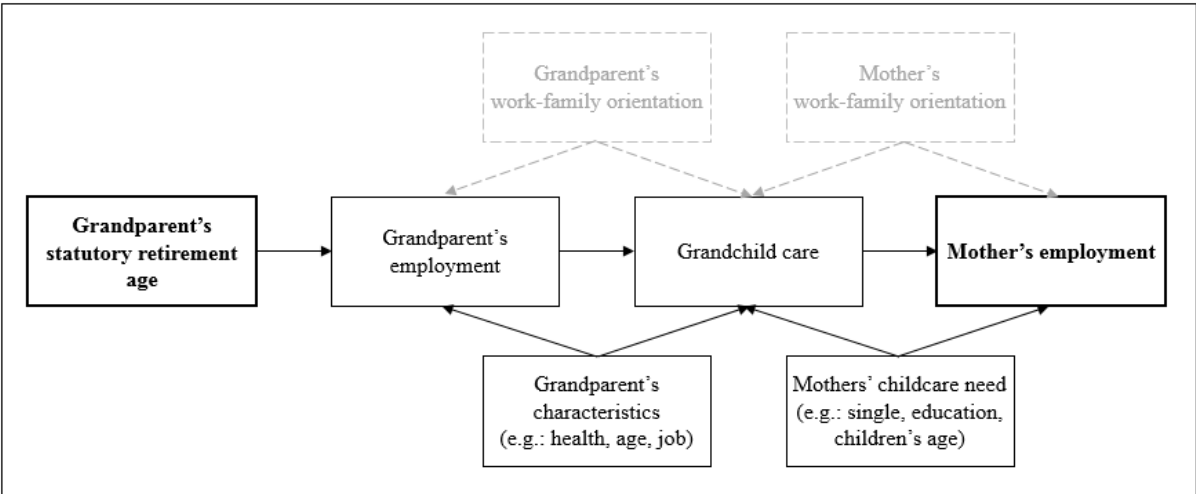 Grandparent’s
work-family orientation
Mother’s
work-family orientation
Grandparent’s
statutory retirement
age
Grandparent’s
employment
Grandchild care
Mother’s employment
Grandparent’s
characteristics
(e.g.: health, age, job)
Mothers’ childcare need
(e.g.: single, education,
children’s age)